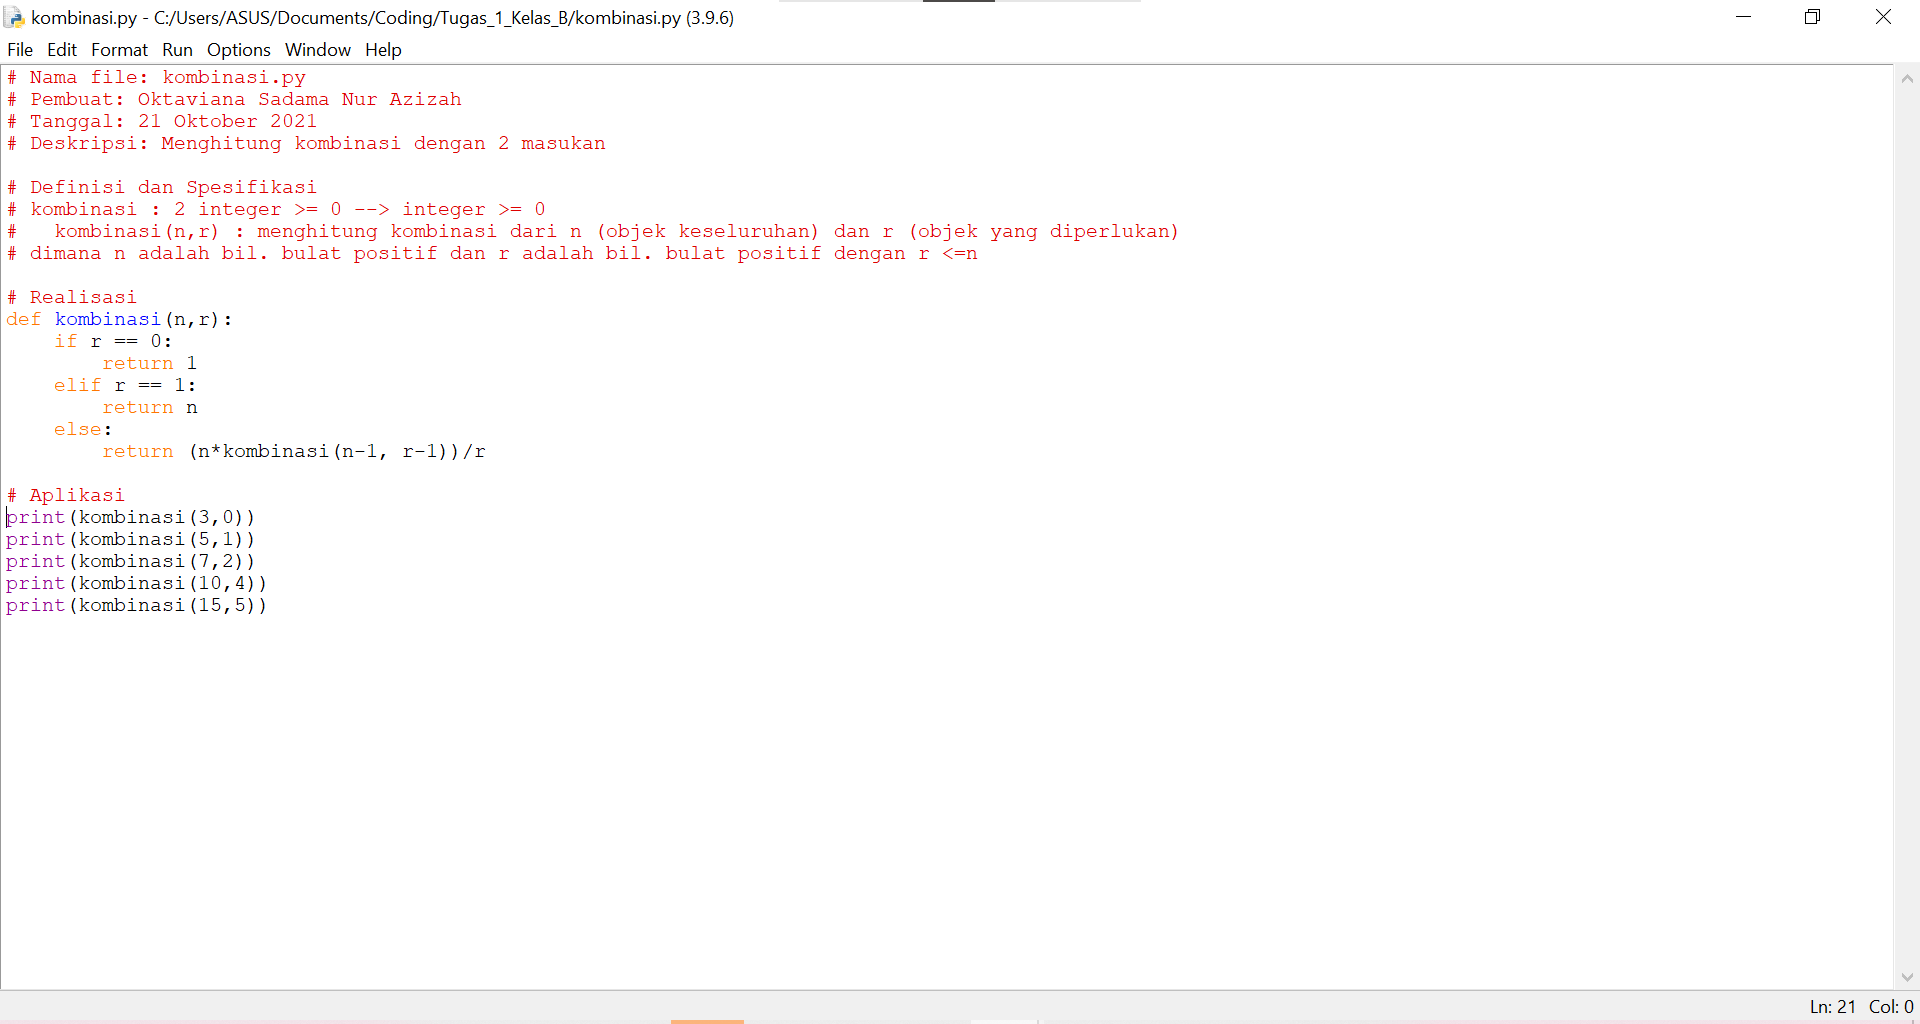 kombinasi.py - C:/Users/ASUS/Documents/Coding/Tugas_1_Kelas_B/kombinasi.py (3.9.6)
File Edit Format Run Options Window Help
# Nama file: kombinasi.py
# Pembuat: Oktaviana Sadama Nur Azizah
# Tanggal: 21 Oktober 2021
# Deskripsi: Menghitung kombinasi dengan 2 masukan

# Definisi dan Spesifikasi
# kombinasi : 2 integer >= 0 --> integer >= 0
#   kombinasi(n,r) : menghitung kombinasi dari n (objek keseluruhan) dan r (objek yang diperlukan)
# dimana n adalah bil. bulat positif dan r adalah bil. bulat positif dengan r <=n

# Realisasi
def kombinasi(n,r):
    if r == 0:
        return 1
    elif r == 1:
        return n
    else:
        return (n*kombinasi(n-1, r-1))/r

# Aplikasi
print(kombinasi(3,0))
print(kombinasi(5,1))
print(kombinasi(7,2))
print(kombinasi(10,4))
print(kombinasi(15,5))
Ln: 21 Col: 0